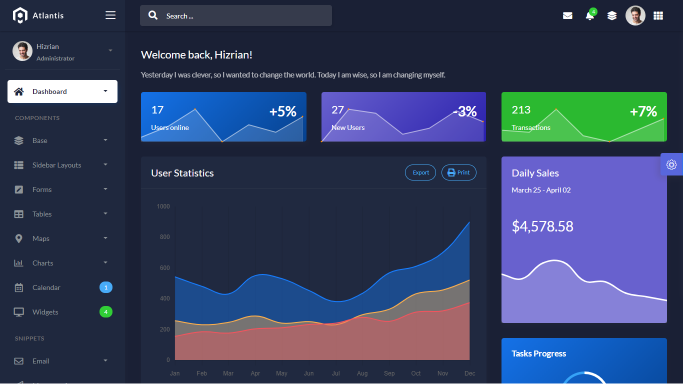 Atlantis
Search ...
4
Hizrian
Administrator
Dashboard
COMPONENTS
Base
Sidebar Layouts
Forms
Tables
Maps
Charts
Calendar
1
Widgets
4
SNIPPETS
Email
Welcome back, Hizrian!
Yesterday I was clever, so I wanted to change the world. Today I am wise, so I am changing myself.
17
+5%
Users online
27
-3%
New Users
213
+7%
Transactions
User Statistics
Export
Print
1000
800
600
400
200
0
Jan Feb Mar Apr May Jun Jul Aug Sep Oct Nov Dec
Daily Sales
March 25 - April 02
$4,578.58
Tasks Progress